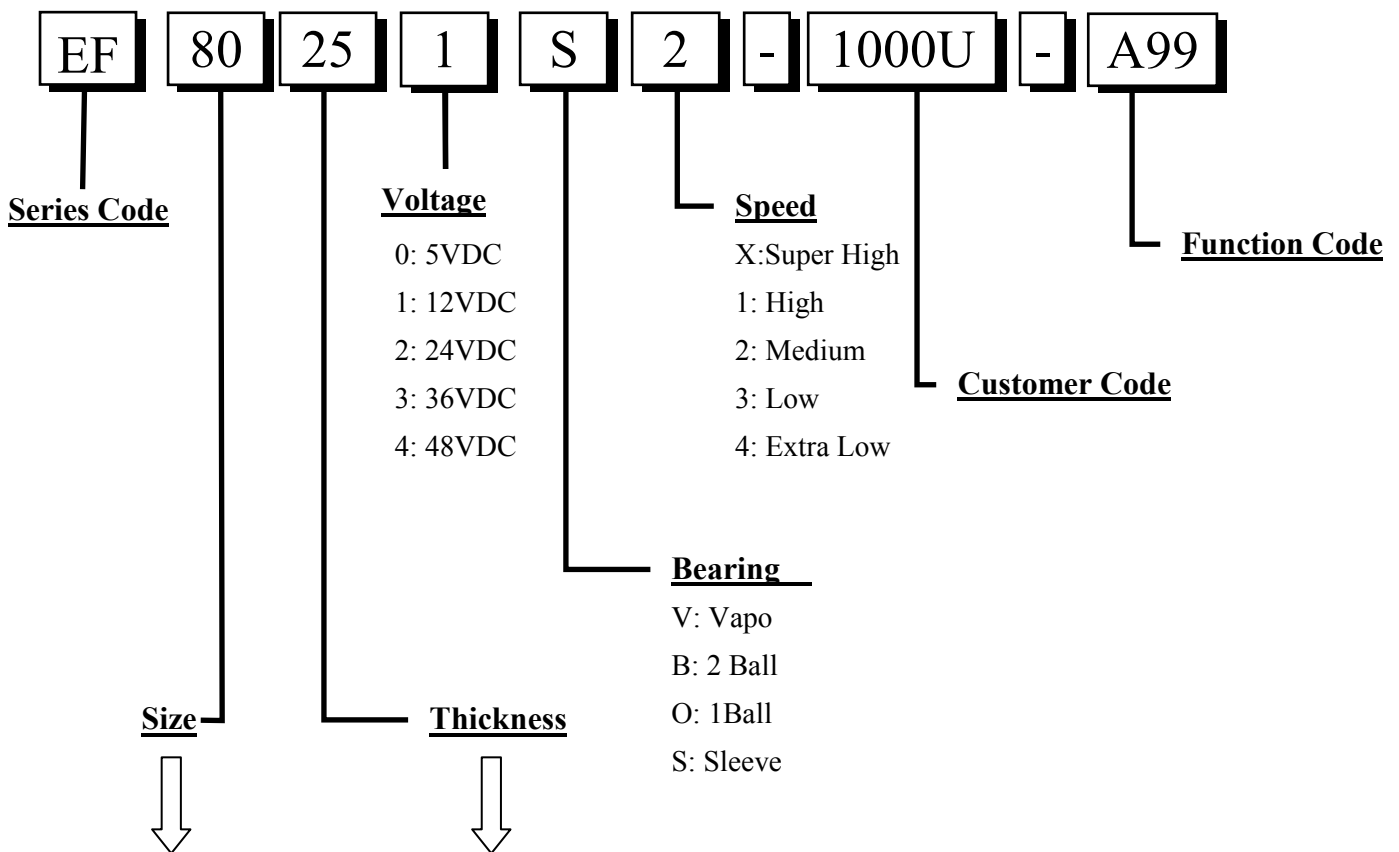 EF 80 25 1 S 2 - 1000U - A99
Series Code
Voltage
0: 5VDC
1: 12VDC
2: 24VDC
3: 36VDC
4: 48VDC
Speed
X:Super High
1: High
2: Medium
3: Low
4: Extra Low
Function Code
Customer Code
Bearing
V: Vapo
B: 2 Ball
O: 1Ball
S: Sleeve
Size
Thickness